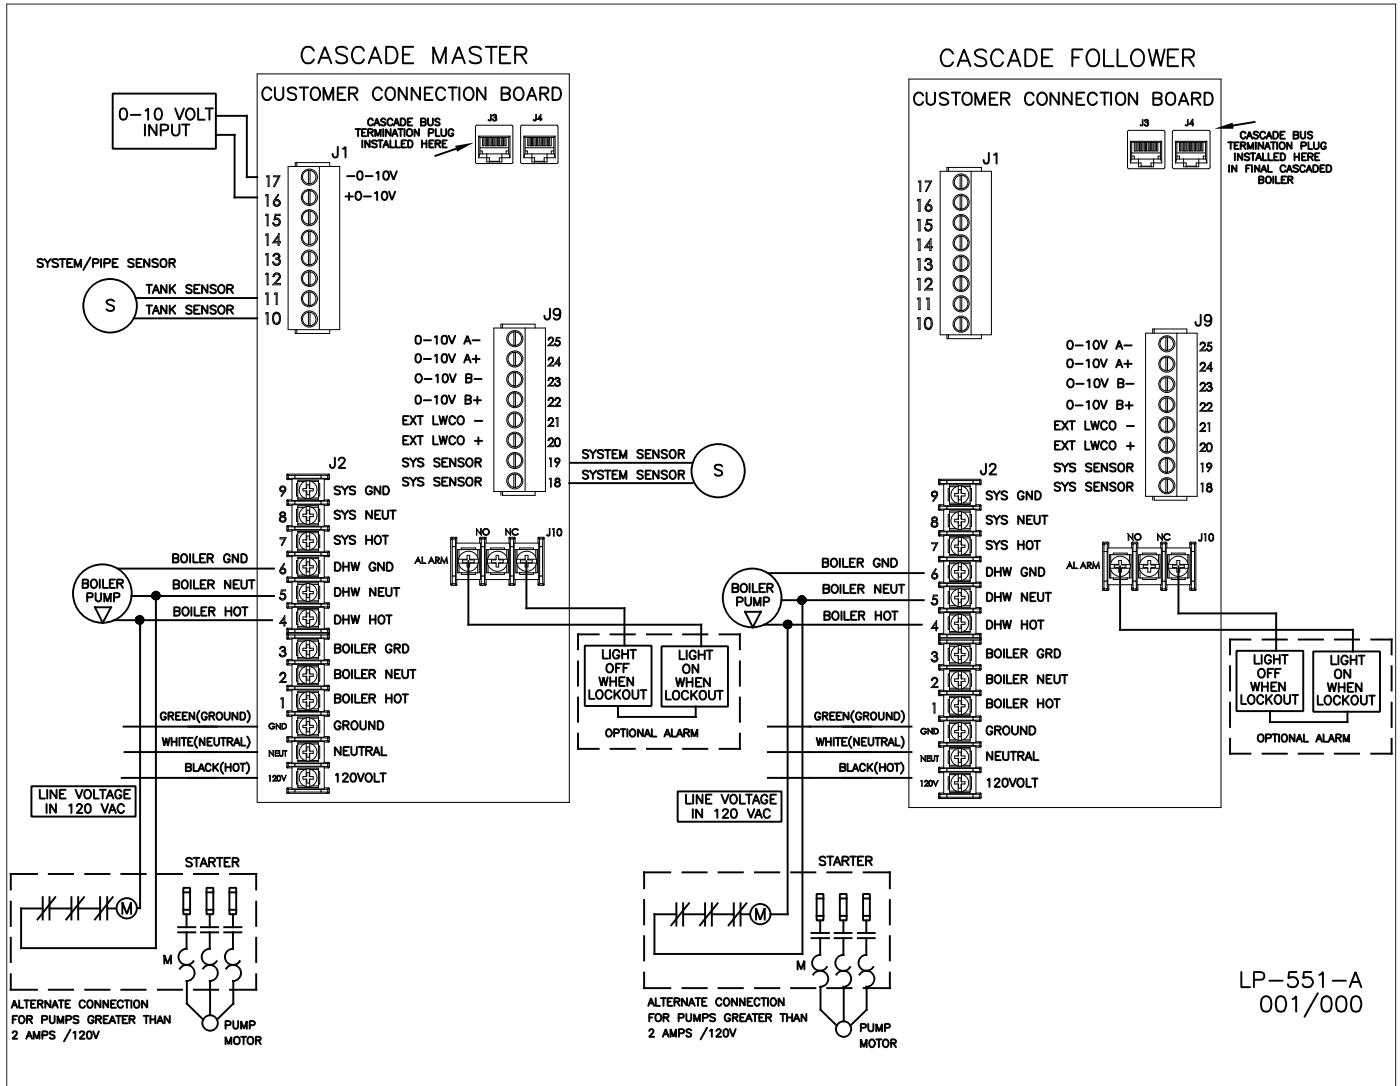 CASCADE MASTER
CUSTOMER CONNECTION BOARD
0-10 VOLT
INPUT
CASCADE BUS
TERMINATION PLUG
INSTALLED HERE
J3
J4
J1
17
-0-10V
16
+0-10V
15
14
13
12
11
10
SYSTEM/PIPE SENSOR
S
TANK SENSOR
TANK SENSOR
J9
0-10V A-
25
0-10V A+
24
0-10V B-
23
0-10V B+
22
EXT LWCO -
21
EXT LWCO +
20
SYS SENSOR
19
SYSTEM SENSOR
SYS SENSOR
18
SYSTEM SENSOR
S
J2
9
SYS GND
8
SYS NEUT
7
SYS HOT
BOILER GND
6
DHW GND
BOILER NEUT
5
DHW NEUT
BOILER HOT
4
DHW HOT
BOILER
PUMP
3
BOILER GRD
2
BOILER NEUT
1
BOILER HOT
GREEN(GROUND)
GND
GROUND
WHITE(NEUTRAL)
NEUT
NEUTRAL
BLACK(HOT)
120V
120VOLT
NO
NC
J10
ALARM
LIGHT
OFF
WHEN
LOCKOUT
LIGHT
ON
WHEN
LOCKOUT
OPTIONAL ALARM
LINE VOLTAGE
IN 120 VAC
STARTER
M
M
ALTERNATE CONNECTION
FOR PUMPS GREATER THAN
2 AMPS /120V
PUMP
MOTOR
CASCADE FOLLOWER
CUSTOMER CONNECTION BOARD
J3
J4
CASCADE BUS
TERMINATION PLUG
INSTALLED HERE
IN FINAL CASCADED
BOILER
J1
17
16
15
14
13
12
11
10
J9
0-10V A-
25
0-10V A+
24
0-10V B-
23
0-10V B+
22
EXT LWCO -
21
EXT LWCO +
20
SYS SENSOR
19
SYS SENSOR
18
J2
9
SYS GND
8
SYS NEUT
7
SYS HOT
BOILER GND
6
DHW GND
BOILER NEUT
5
DHW NEUT
BOILER HOT
4
DHW HOT
BOILER
PUMP
3
BOILER GRD
2
BOILER NEUT
1
BOILER HOT
GREEN(GROUND)
GND
GROUND
WHITE(NEUTRAL)
NEUT
NEUTRAL
BLACK(HOT)
120V
120VOLT
NO
NC
J10
ALARM
LIGHT
OFF
WHEN
LOCKOUT
LIGHT
ON
WHEN
LOCKOUT
OPTIONAL ALARM
LINE VOLTAGE
IN 120 VAC
STARTER
M
M
ALTERNATE CONNECTION
FOR PUMPS GREATER THAN
2 AMPS /120V
PUMP
MOTOR
LP-551-A
001/000